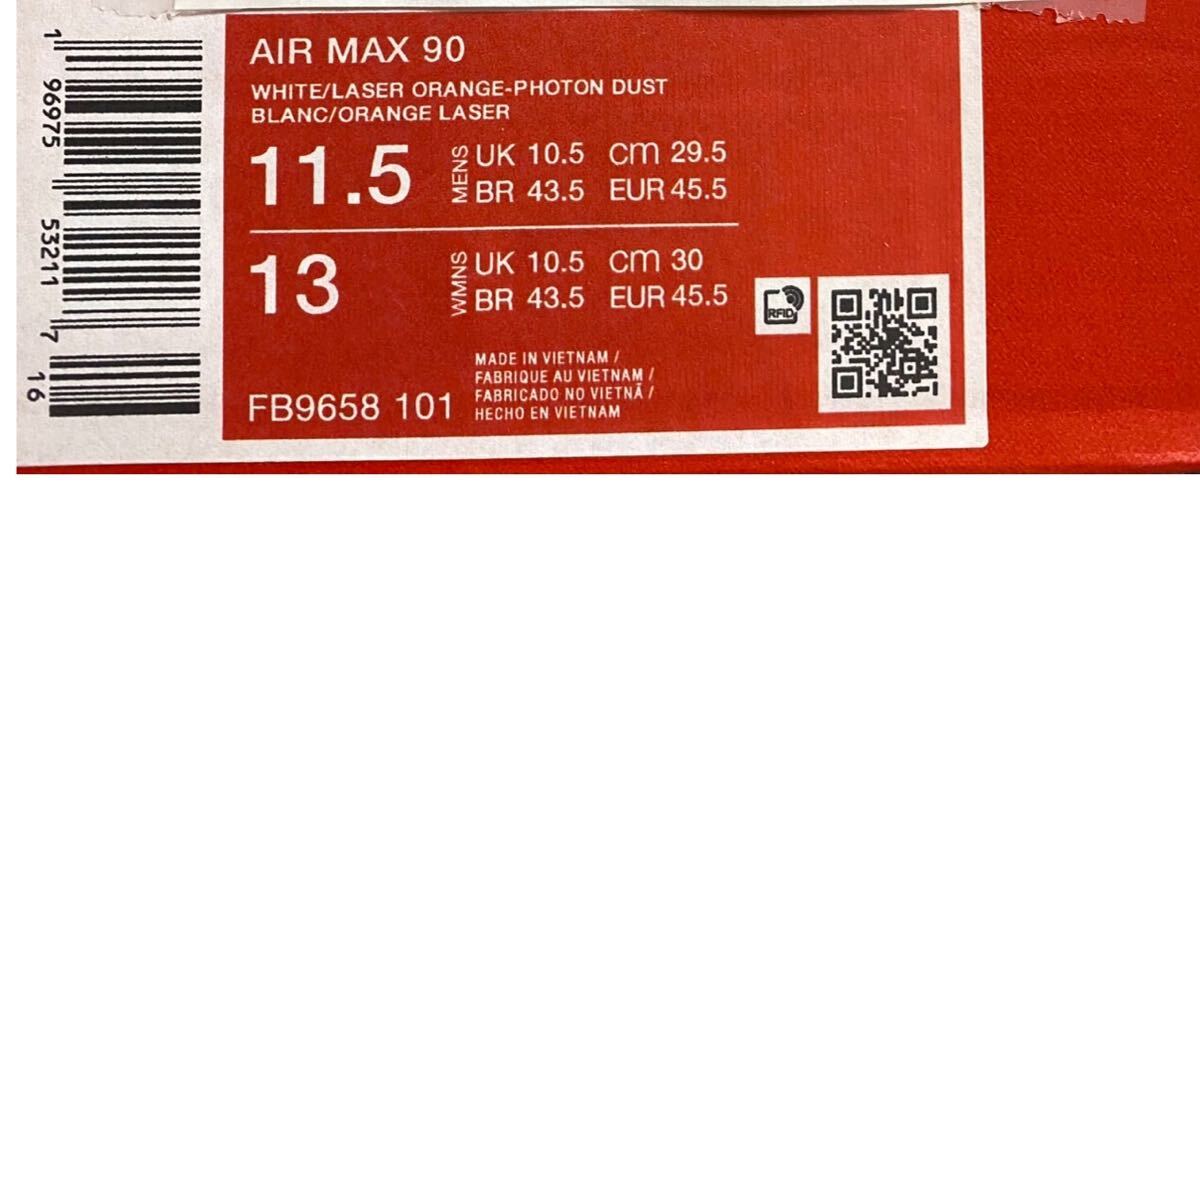 AIR MAX 90
WHITE/LASER ORANGE-PHOTON DUST
BLANC/ORANGE LASER
11.5 MENS UK 10.5 cm 29.5
BR 43.5 EUR 45.5
13 WMNS UK 10.5 cm 30
BR 43.5 EUR 45.5
RFID
MADE IN VIETNAM /
FABRIQUE AU VIETNAM /
FABRICADO NO VIETNÃ /
HECHO EN VIETNAM
FB9658 101
1 96975 53211 7
16